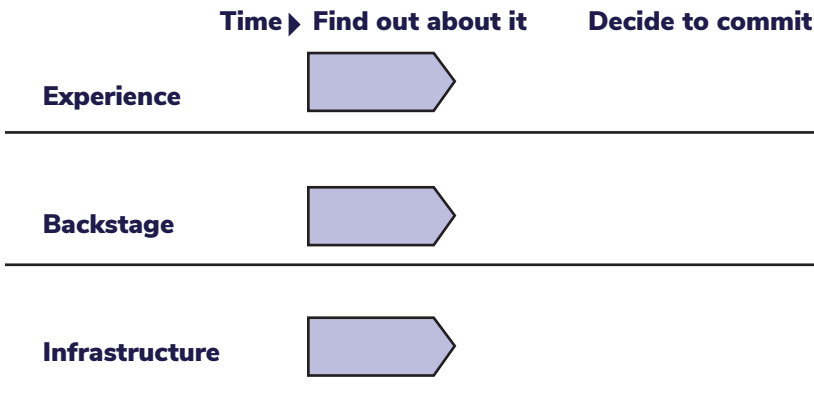 Time Find out about it Decide to commit
Experience
Backstage
Infrastructure